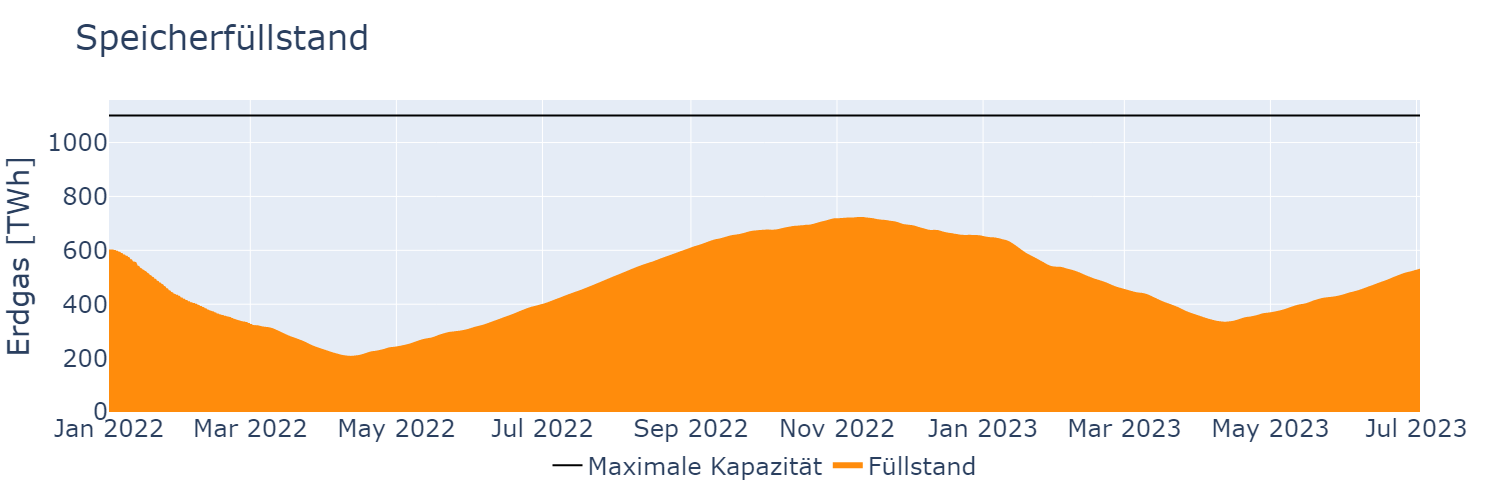 Speicherfüllstand
Erdgas [TWh]
1000
800
600
400
200
0
Jan 2022 Mar 2022 May 2022 Jul 2022 Sep 2022 Nov 2022 Jan 2023 Mar 2023 May 2023 Jul 2023
Maximale Kapazität Füllstand